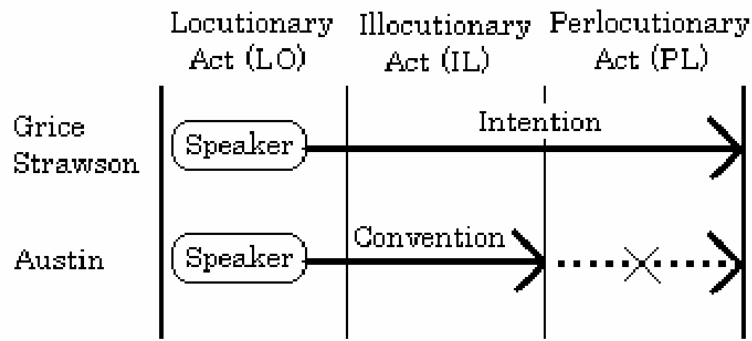 Locutionary Illocutionary Perlocutionary
Act (LO) Act (IL) Act (PL)
Grice
Strawson
Speaker
Intention
Austin
Speaker
Convention